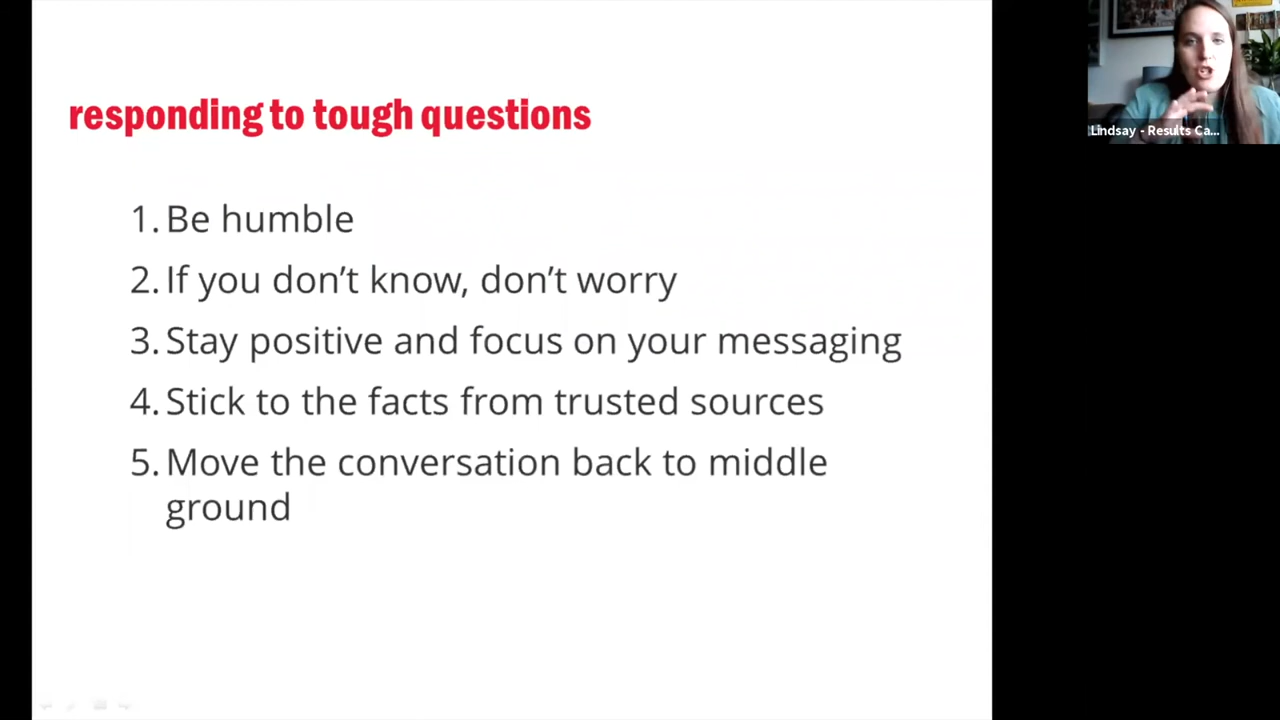 responding to tough questions
1. Be humble
2. If you don’t know, don’t worry
3. Stay positive and focus on your messaging
4. Stick to the facts from trusted sources
5. Move the conversation back to middle
ground
Lindsay - Results Ca...